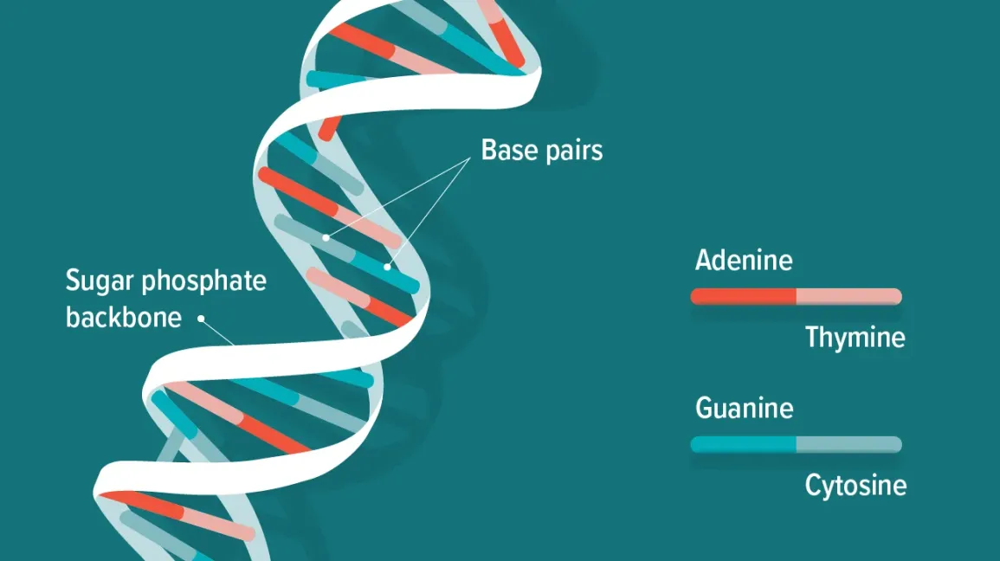 Base pairs
Sugar phosphate
backbone
Adenine
Thymine
Guanine
Cytosine